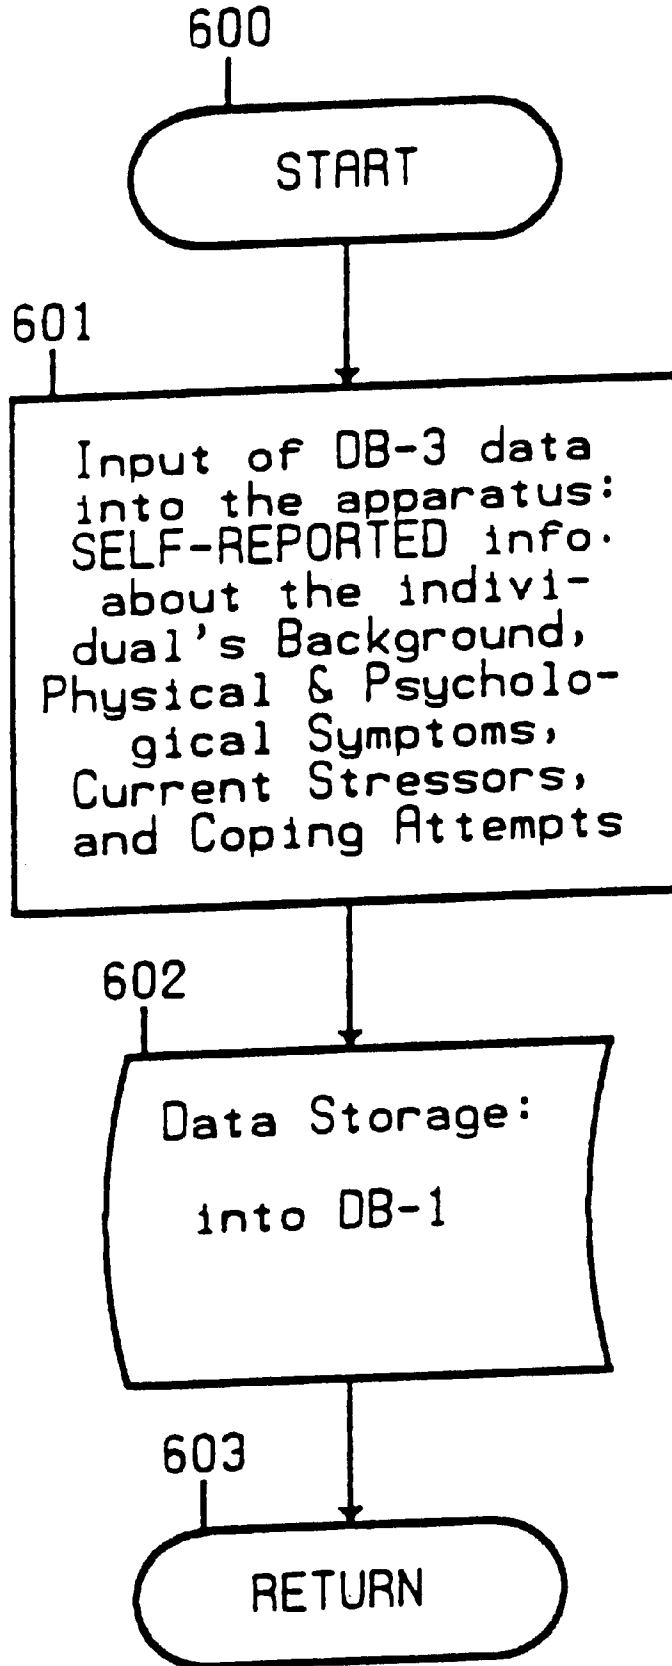 600
START
601
Input of DB-3 data
into the apparatus:
SELF-REPORTED info.
about the indivi-
dual's Background,
Physical & Psycholo-
gical Symptoms,
Current Stressors,
and Coping Attempts
602
Data Storage:
into DB-1
603
RETURN